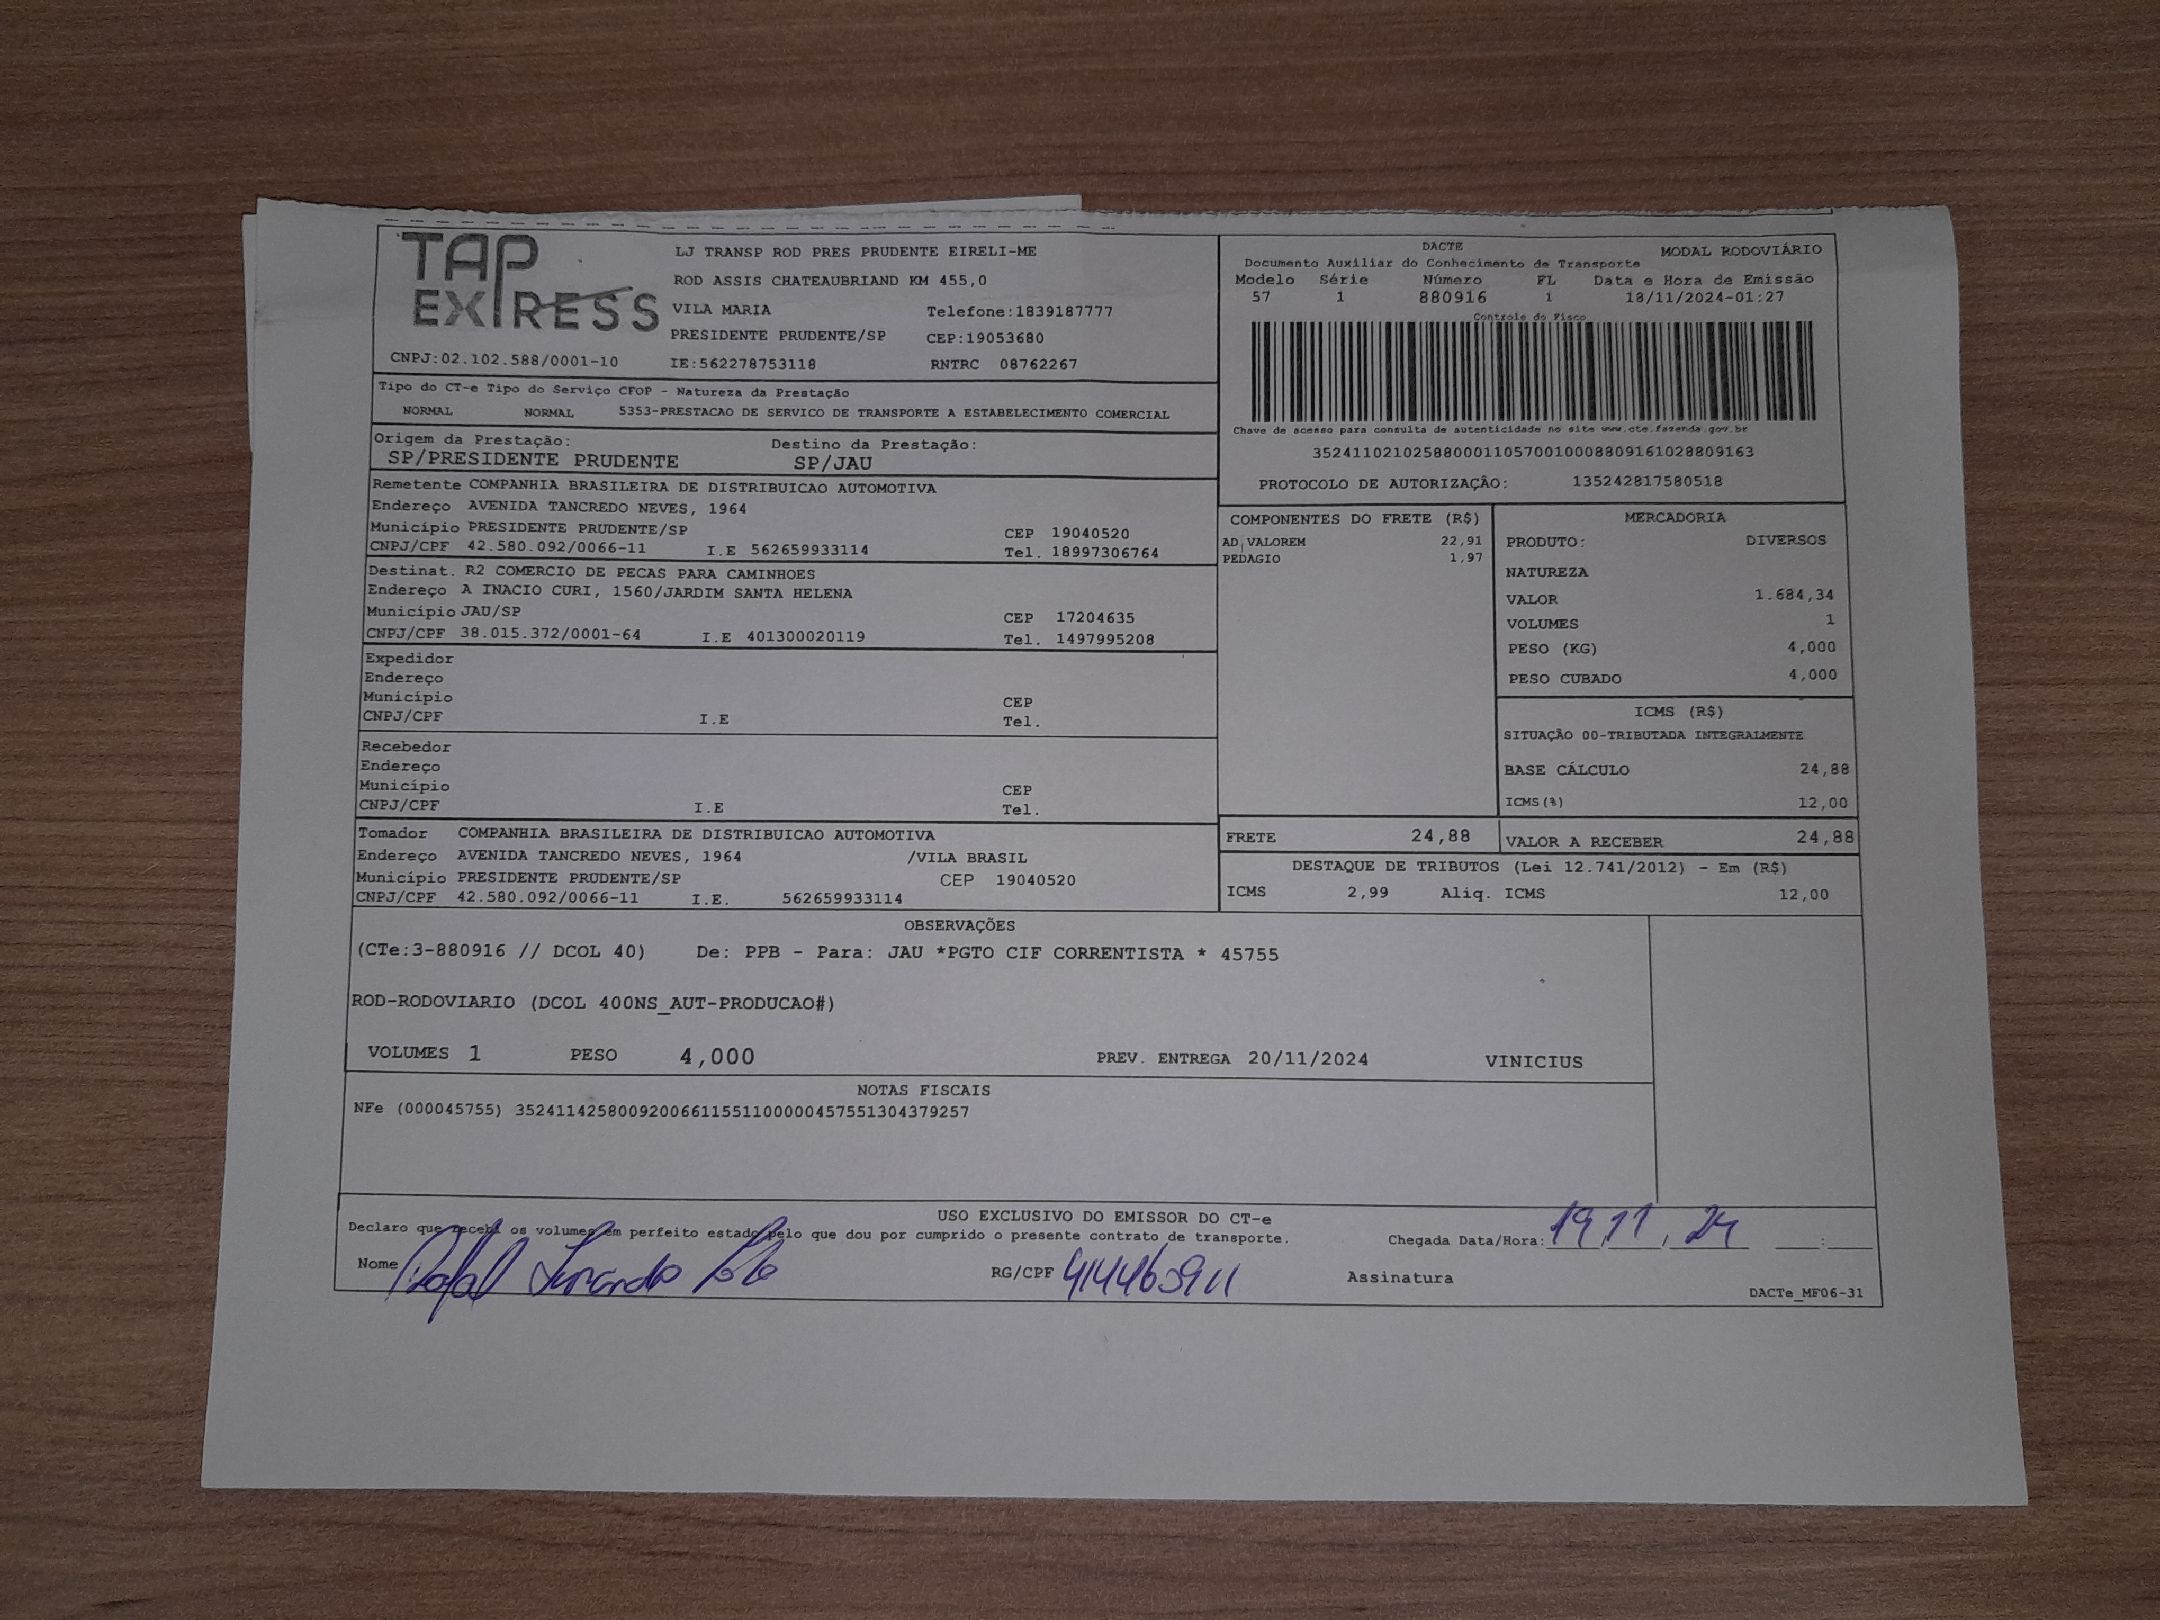 TAP EXPRESS
LJ TRANSP ROD PRES PRUDENTE EIRELI-ME
ROD ASSIS CHATEAUBRIAND KM 455,0
VILA MARIA Telefone:1839187777
PRESIDENTE PRUDENTE/SP CEP:19053680
CNPJ:02.102.588/0001-10 IE:562278753118 RNTRC 08762267
DACTE MODAL RODOVIÁRIO
Documento Auxiliar do Conhecimento de Transporte
Modelo Série Número FL Data e Hora de Emissão
57 1 880916 1 18/11/2024-01:27
Controle do Fisco
Chave de acesso para consulta de autenticidade no site www.cte.fazenda.gov.br
35241102102588000110570010008809161028809163
PROTOCOLO DE AUTORIZAÇÃO: 135242817580518
Tipo do CT-e Tipo do Serviço CFOP - Natureza da Prestação
NORMAL NORMAL 5353-PRESTACAO DE SERVICO DE TRANSPORTE A ESTABELECIMENTO COMERCIAL
Origem da Prestação: Destino da Prestação:
SP/PRESIDENTE PRUDENTE SP/JAU
Remetente COMPANHIA BRASILEIRA DE DISTRIBUICAO AUTOMOTIVA
Endereço AVENIDA TANCREDO NEVES, 1964
Município PRESIDENTE PRUDENTE/SP CEP 19040520
CNPJ/CPF 42.580.092/0066-11 I.E 562659933114 Tel. 18997306764
Destinat. R2 COMERCIO DE PECAS PARA CAMINHOES
Endereço A INACIO CURI, 1560/JARDIM SANTA HELENA
Município JAU/SP CEP 17204635
CNPJ/CPF 38.015.372/0001-64 I.E 401300020119 Tel. 1497995208
Expedidor
Endereço
Município CEP
CNPJ/CPF I.E Tel.
Recebedor
Endereço
Município CEP
CNPJ/CPF I.E Tel.
Tomador COMPANHIA BRASILEIRA DE DISTRIBUICAO AUTOMOTIVA
Endereço AVENIDA TANCREDO NEVES, 1964 /VILA BRASIL
Município PRESIDENTE PRUDENTE/SP CEP 19040520
CNPJ/CPF 42.580.092/0066-11 I.E. 562659933114
COMPONENTES DO FRETE (R$)
AD VALOREM 22,91
PEDAGIO 1,97
MERCADORIA
PRODUTO: DIVERSOS
NATUREZA
VALOR 1.684,34
VOLUMES 1
PESO (KG) 4,000
PESO CUBADO 4,000
ICMS (R$)
SITUAÇÃO 00-TRIBUTADA INTEGRALMENTE
BASE CÁLCULO 24,88
ICMS(%) 12,00
FRETE 24,88 VALOR A RECEBER 24,88
DESTAQUE DE TRIBUTOS (Lei 12.741/2012) - Em (R$)
ICMS 2,99 Aliq. ICMS 12,00
OBSERVAÇÕES
(CTe:3-880916 // DCOL 40) De: PPB - Para: JAU *PGTO CIF CORRENTISTA * 45755
ROD-RODOVIARIO (DCOL 400NS_AUT-PRODUCAO#)
VOLUMES 1 PESO 4,000 PREV. ENTREGA 20/11/2024 VINICIUS
NOTAS FISCAIS
NFe (000045755) 35241142580092006611551100000457551304379257
USO EXCLUSIVO DO EMISSOR DO CT-e
Declaro que recebi os volumes em perfeito estado pelo que dou por cumprido o presente contrato de transporte. Chegada Data/Hora: 19 11 24
Nome RG/CPF Assinatura
DACTe_MF06-31